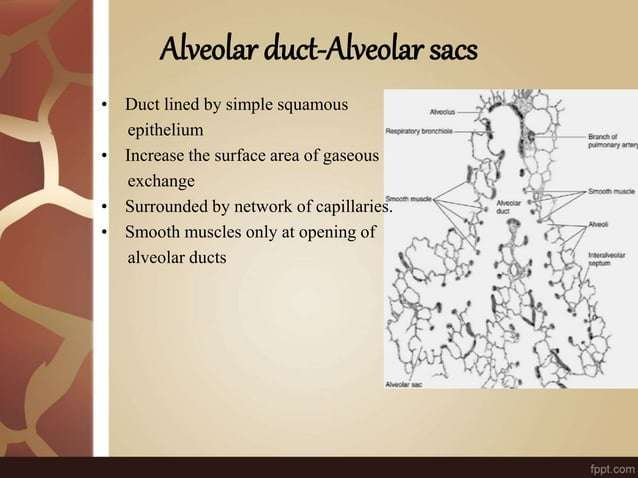 Alveolar duct-Alveolar sacs
• Duct lined by simple squamous
epithelium
• Increase the surface area of gaseous
exchange
• Surrounded by network of capillaries.
• Smooth muscles only at opening of
alveolar ducts
Alveolus
Respiratory bronchiole
Branch of
pulmonary artery
Smooth muscle
Alveolar
duct
Smooth muscle
Alveoli
Interalveolar
septum
Alveolar sac
fppt.com